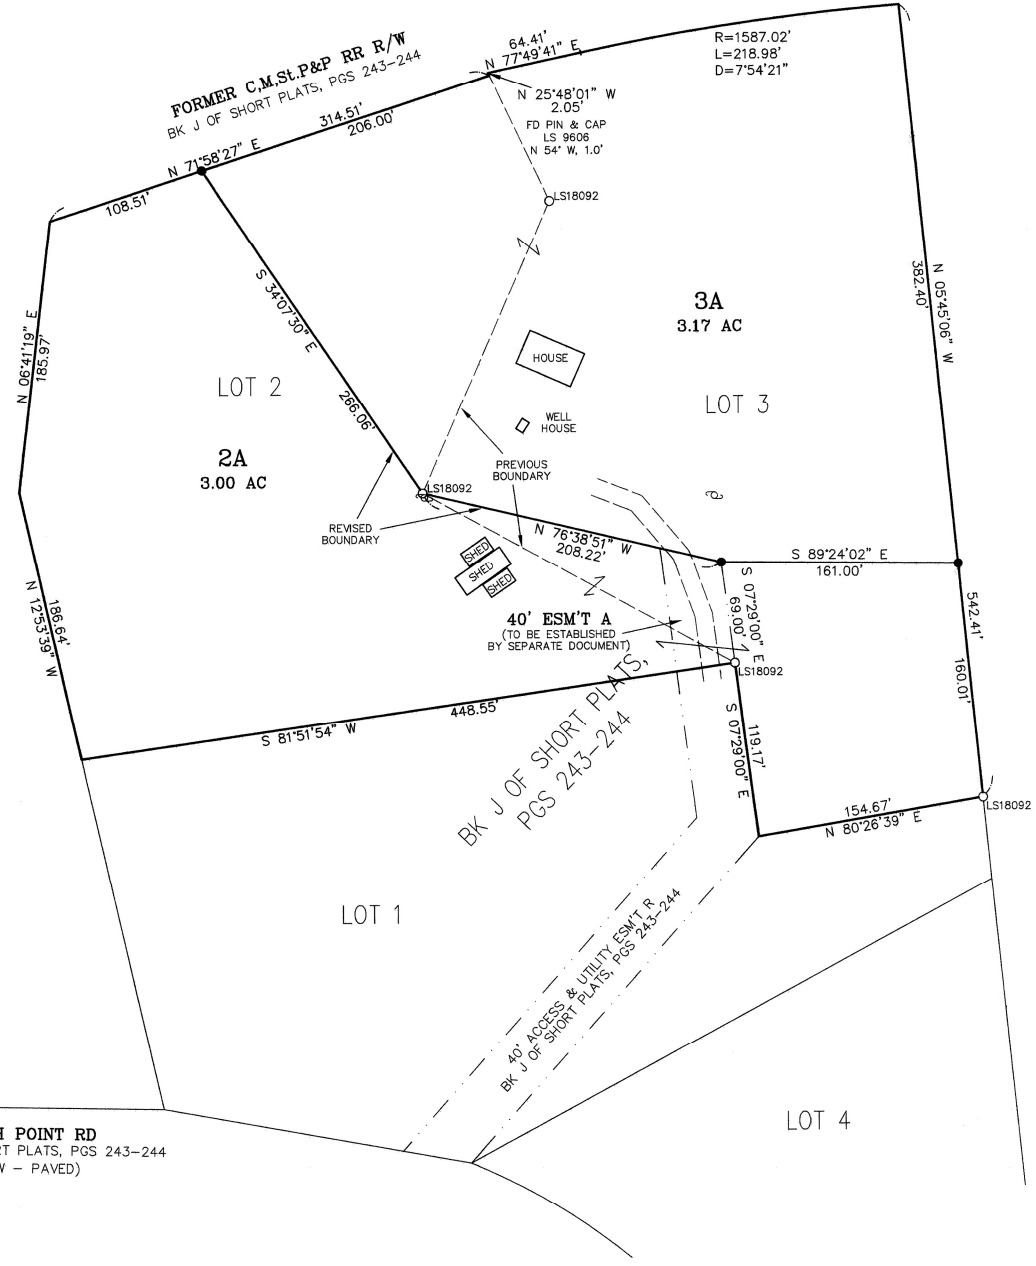 FORMER C,M,St.P&P RR R/W
BK J OF SHORT PLATS, PGS 243-244
64.41'
N 77°49'41" E
R=1587.02'
L=218.98'
D=7°54'21"
N 25°48'01" W
2.05'
FD PIN & CAP
LS 9606
N 54° W, 1.0'
314.51'
206.00'
N 71°58'27" E
108.51'
LS18092
S 34°07'30" E
266.06'
N 06°41'19" E
185.97'
3A
3.17 AC
382.40'
N 05°45'06" W
HOUSE
LOT 2
LOT 3
WELL
HOUSE
2A
3.00 AC
PREVIOUS
BOUNDARY
LS18092
REVISED
BOUNDARY
N 76°38'51" W
208.22'
S 89°24'02" E
161.00'
SHED
SHED
SHED
S 07°29'00" E
69.00'
542.41'
160.01'
N 12°53'39" W
186.64'
40' ESM'T A
(TO BE ESTABLISHED
BY SEPARATE DOCUMENT)
LS18092
448.55'
S 81°51'54" W
BK J OF SHORT PLATS,
PGS 243-244
S 07°29'00" E
119.17'
154.67'
N 80°26'39" E
LS18092
LOT 1
40' ACCESS & UTILITY ESM'T R
BK J OF SHORT PLATS, PGS 243-244
LOT 4
H POINT RD
RT PLATS, PGS 243-244
W - PAVED)